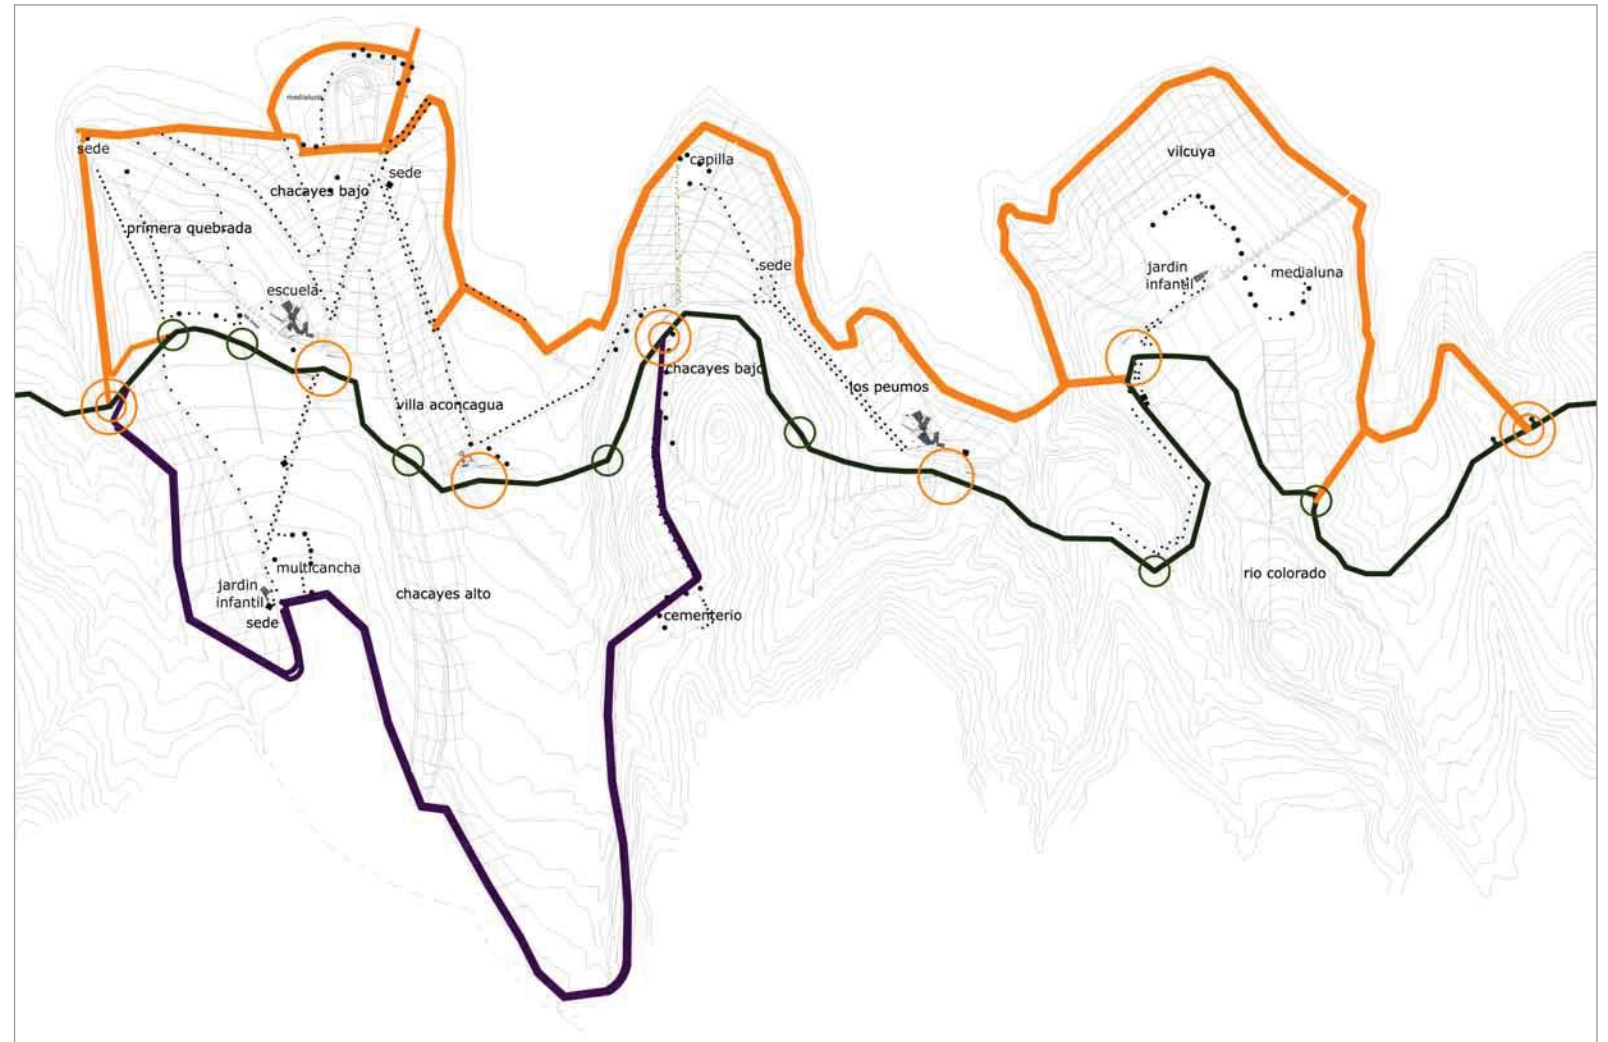 medialuna
sede
chacayes bajo
sede
primera quebrada
escuela
capilla
sede
vilcuya
jardin
infantil
medialuna
chacayes bajo
villa aconcagua
los peumos
multicancha
jardin
infantil
sede
chacayes alto
cementerio
rio colorado